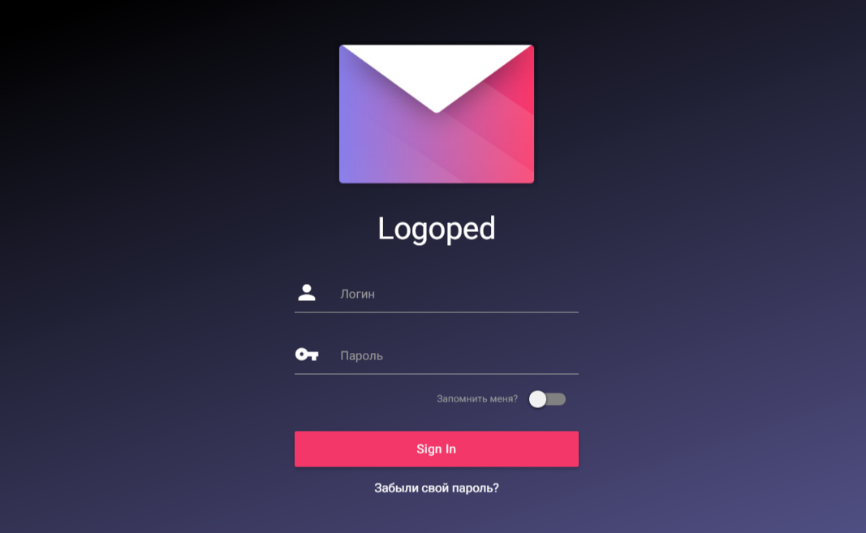 Logoped
Логин
Пароль
Запомнить меня?
Sign In
Забыли свой пароль?